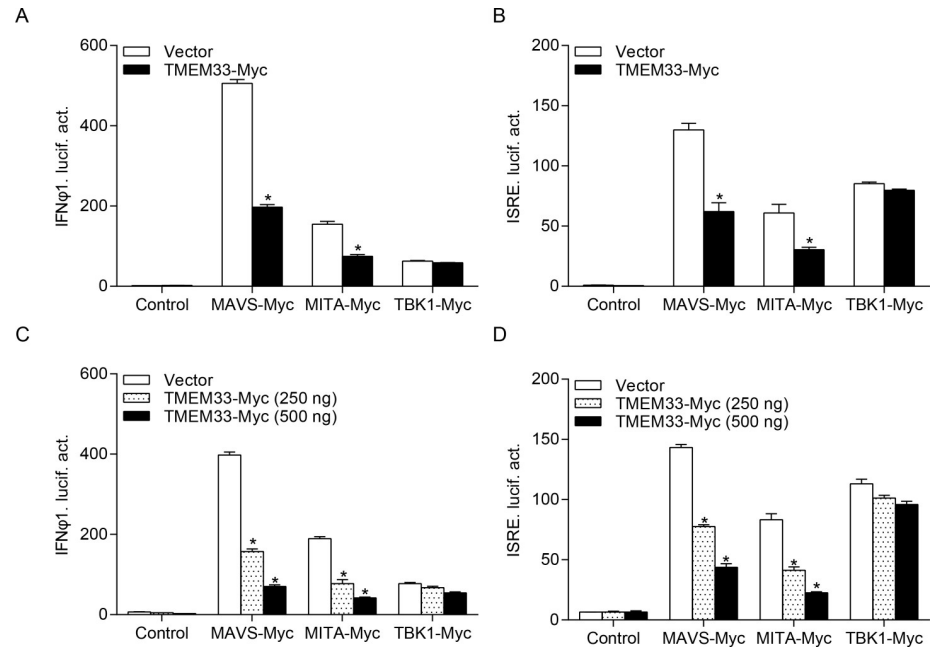 A
IFNφ1. lucif. act.
600
400
200
0
Vector
TMEM33-Myc
*
*
Control
MAVS-Myc
MITA-Myc
TBK1-Myc
B
ISRE. lucif. act.
200
150
100
50
0
Vector
TMEM33-Myc
*
*
Control
MAVS-Myc
MITA-Myc
TBK1-Myc
C
IFNφ1. lucif. act.
600
400
200
0
Vector
TMEM33-Myc (250 ng)
TMEM33-Myc (500 ng)
*
*
*
*
Control
MAVS-Myc
MITA-Myc
TBK1-Myc
D
ISRE. lucif. act.
200
150
100
50
0
Vector
TMEM33-Myc (250 ng)
TMEM33-Myc (500 ng)
*
*
*
*
Control
MAVS-Myc
MITA-Myc
TBK1-Myc